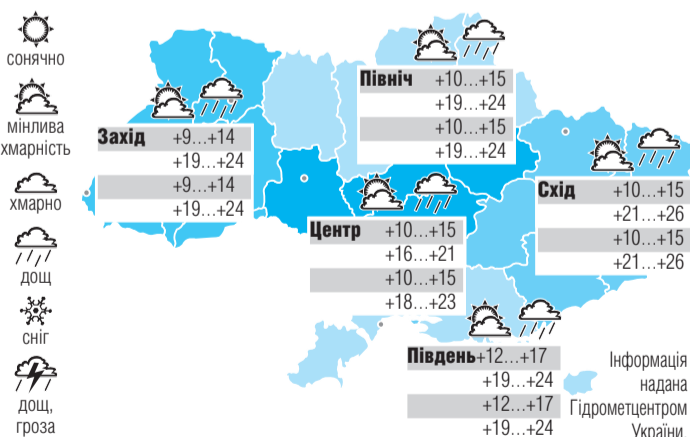 сонячно
мінлива
хмарність
хмарно
дощ
сніг
дощ,
гроза
Північ +10...+15
+19...+24
+10...+15
+19...+24
Захід +9...+14
+19...+24
+9...+14
+19...+24
Схід +10...+15
+21...+26
+10...+15
+21...+26
Центр +10...+15
+16...+21
+10...+15
+18...+23
Південь+12...+17
+19...+24
+12...+17
+19...+24
Інформація
надана
Гідрометцентром
України.